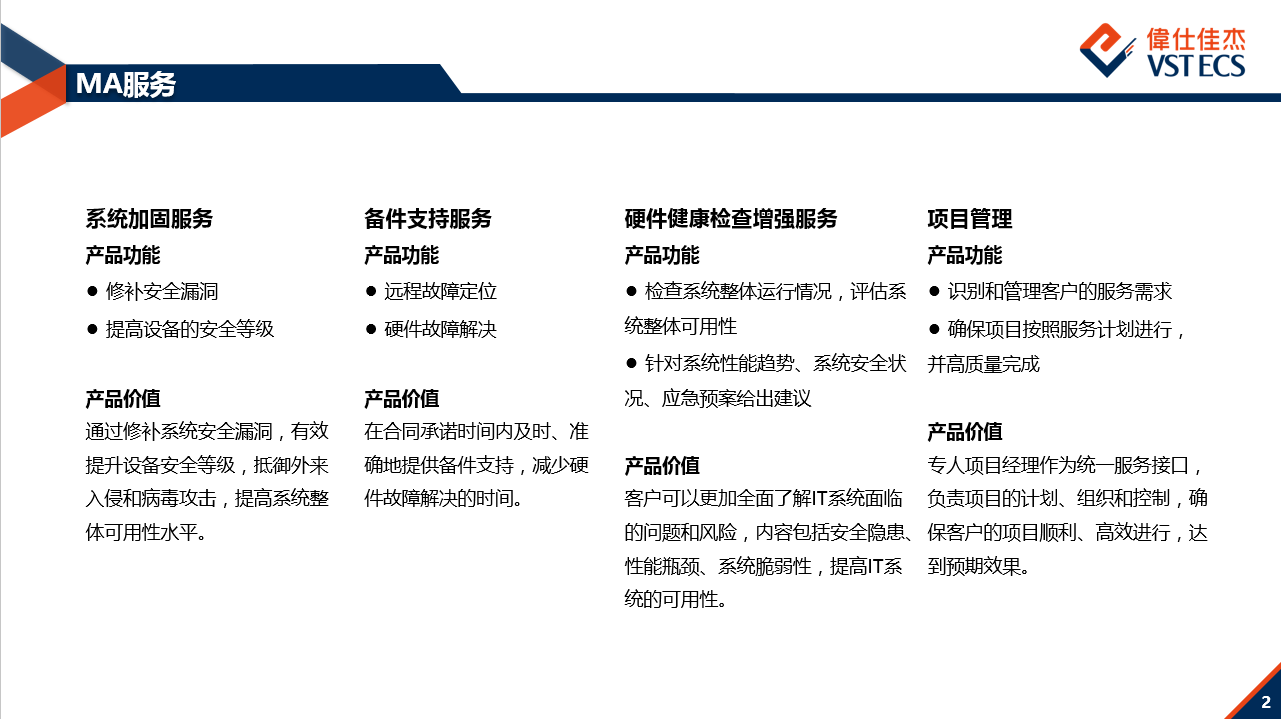 偉仕佳杰
VSTECS
MA服务
系统加固服务
产品功能
● 修补安全漏洞
● 提高设备的安全等级
产品价值
通过修补系统安全漏洞，有效
提升设备安全等级，抵御外来
入侵和病毒攻击，提高系统整
体可用性水平。
备件支持服务
产品功能
● 远程故障定位
● 硬件故障解决
产品价值
在合同承诺时间内及时、准
确地提供备件支持，减少硬
件故障解决的时间。
硬件健康检查增强服务
产品功能
● 检查系统整体运行情况，评估系
统整体可用性
● 针对系统性能趋势、系统安全状
况、应急预案给出建议
产品价值
客户可以更加全面了解IT系统面临
的问题和风险，内容包括安全隐患、
性能瓶颈、系统脆弱性，提高IT系
统的可用性。
项目管理
产品功能
● 识别和管理客户的服务需求
● 确保项目按照服务计划进行，
并高质量完成
产品价值
专人项目经理作为统一服务接口，
负责项目的计划、组织和控制，确
保客户的项目顺利、高效进行，达
到预期效果。
2